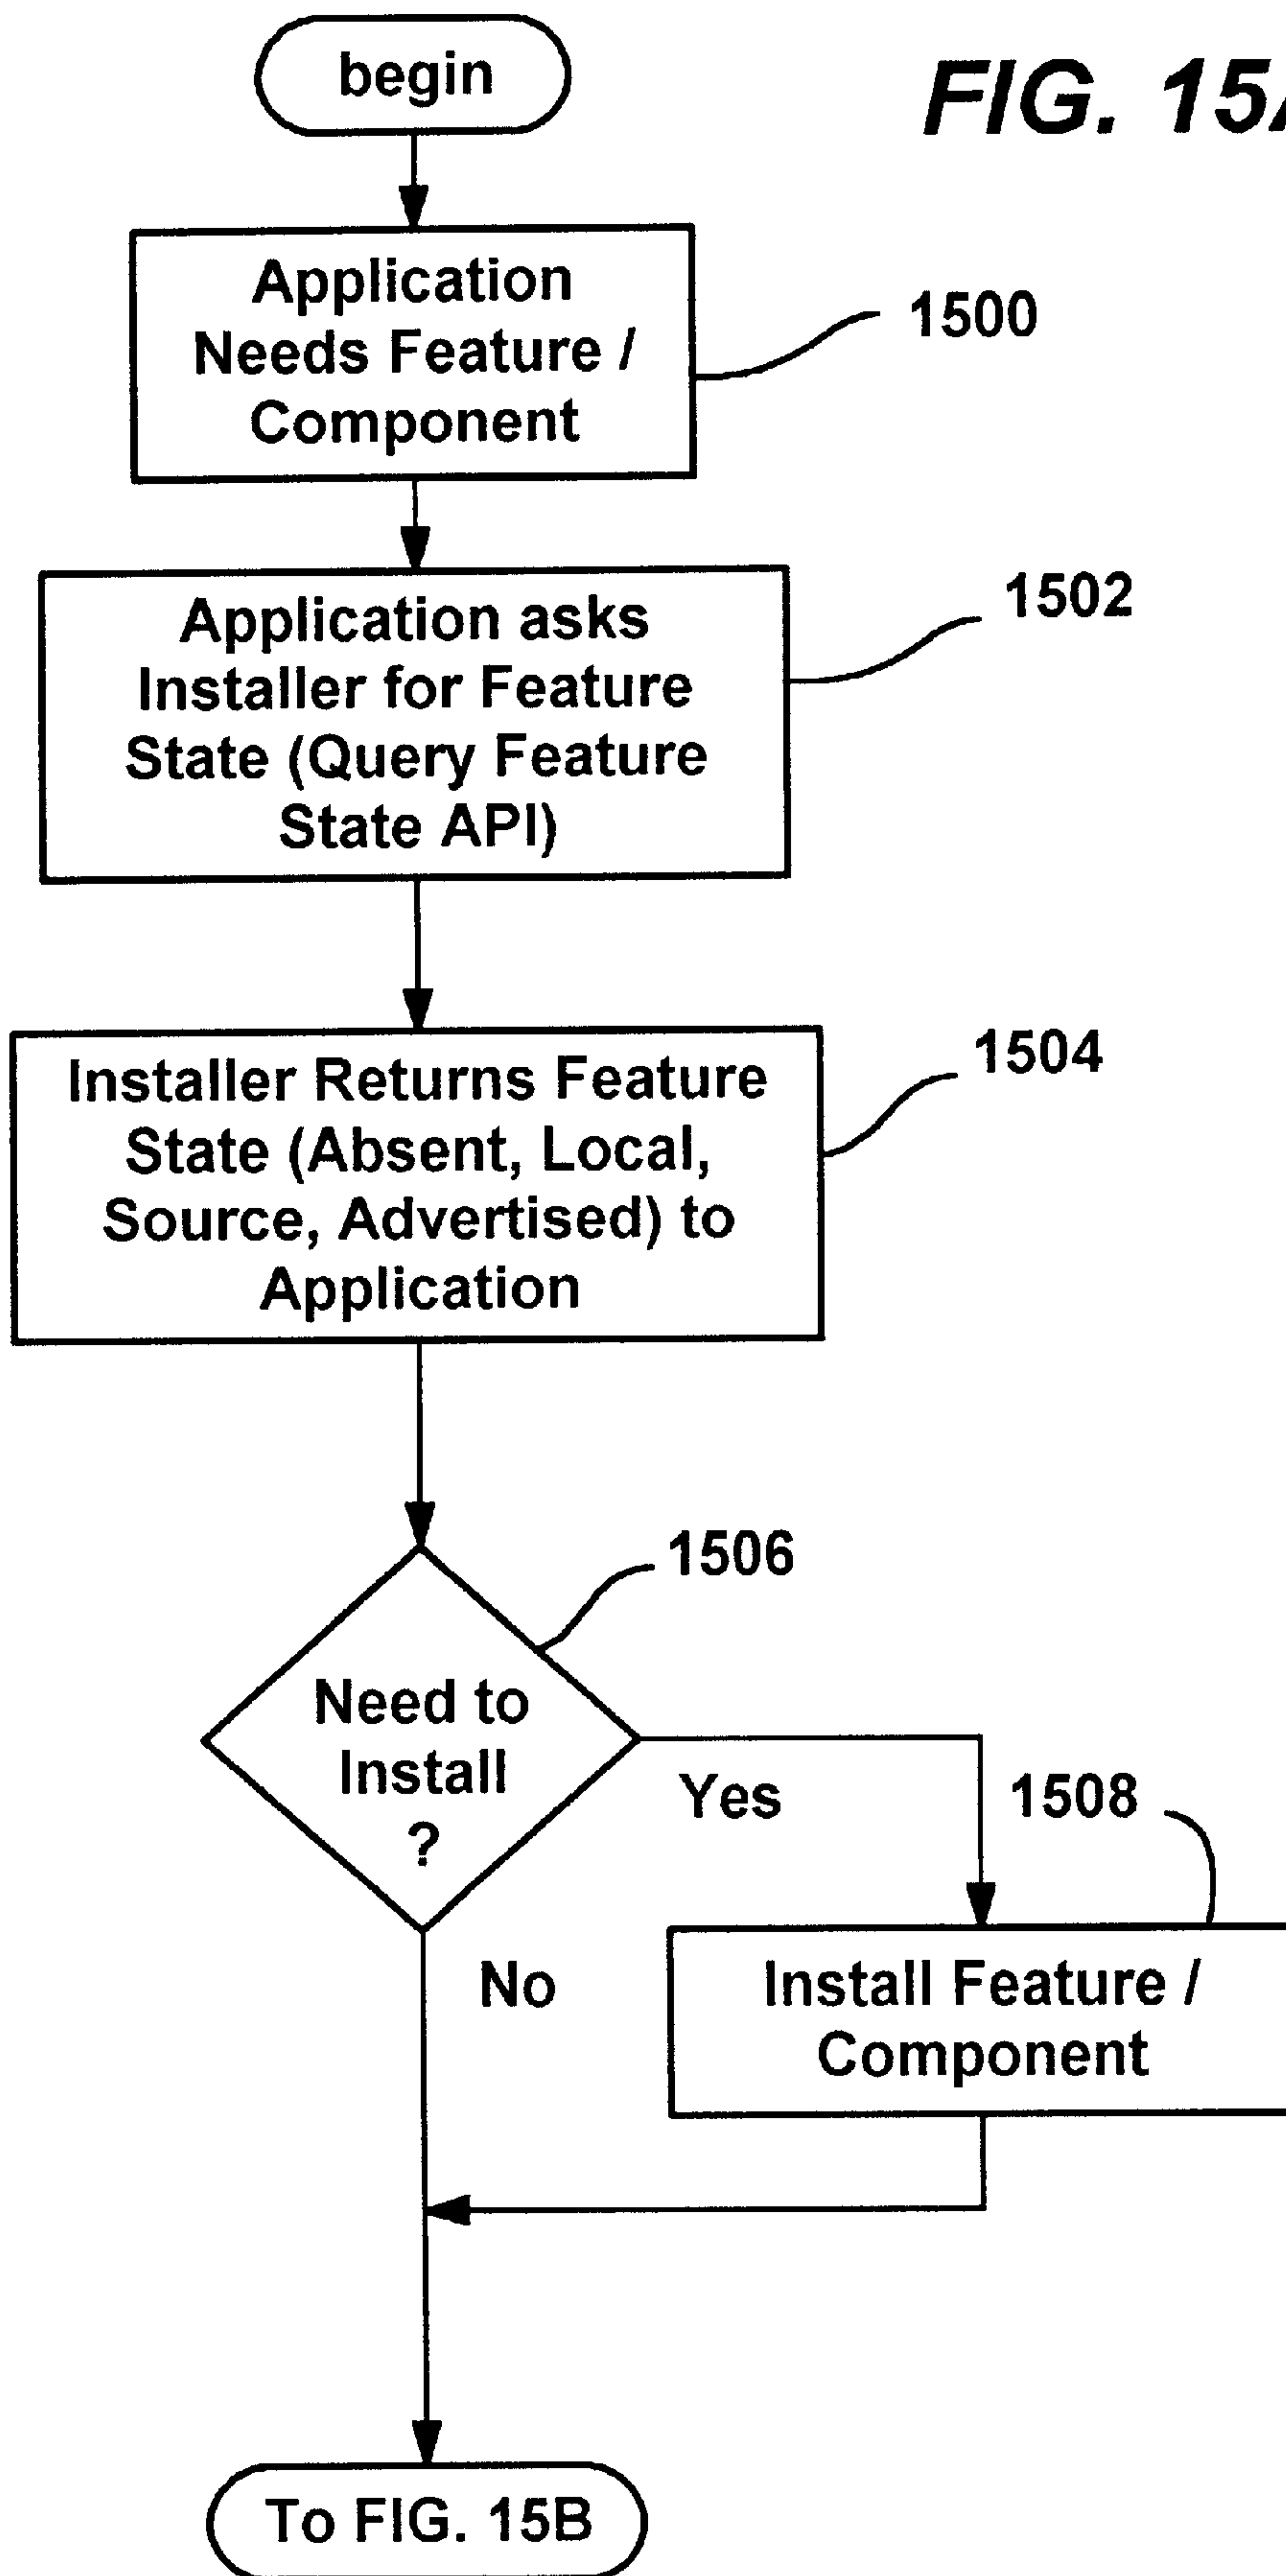 begin
FIG. 15A
Application
Needs Feature /
Component
1500
Application asks
Installer for Feature
State (Query Feature
State API)
1502
Installer Returns Feature
State (Absent, Local,
Source, Advertised) to
Application
1504
1506
Need to
Install
?
Yes
1508
No
Install Feature /
Component
To FIG. 15B